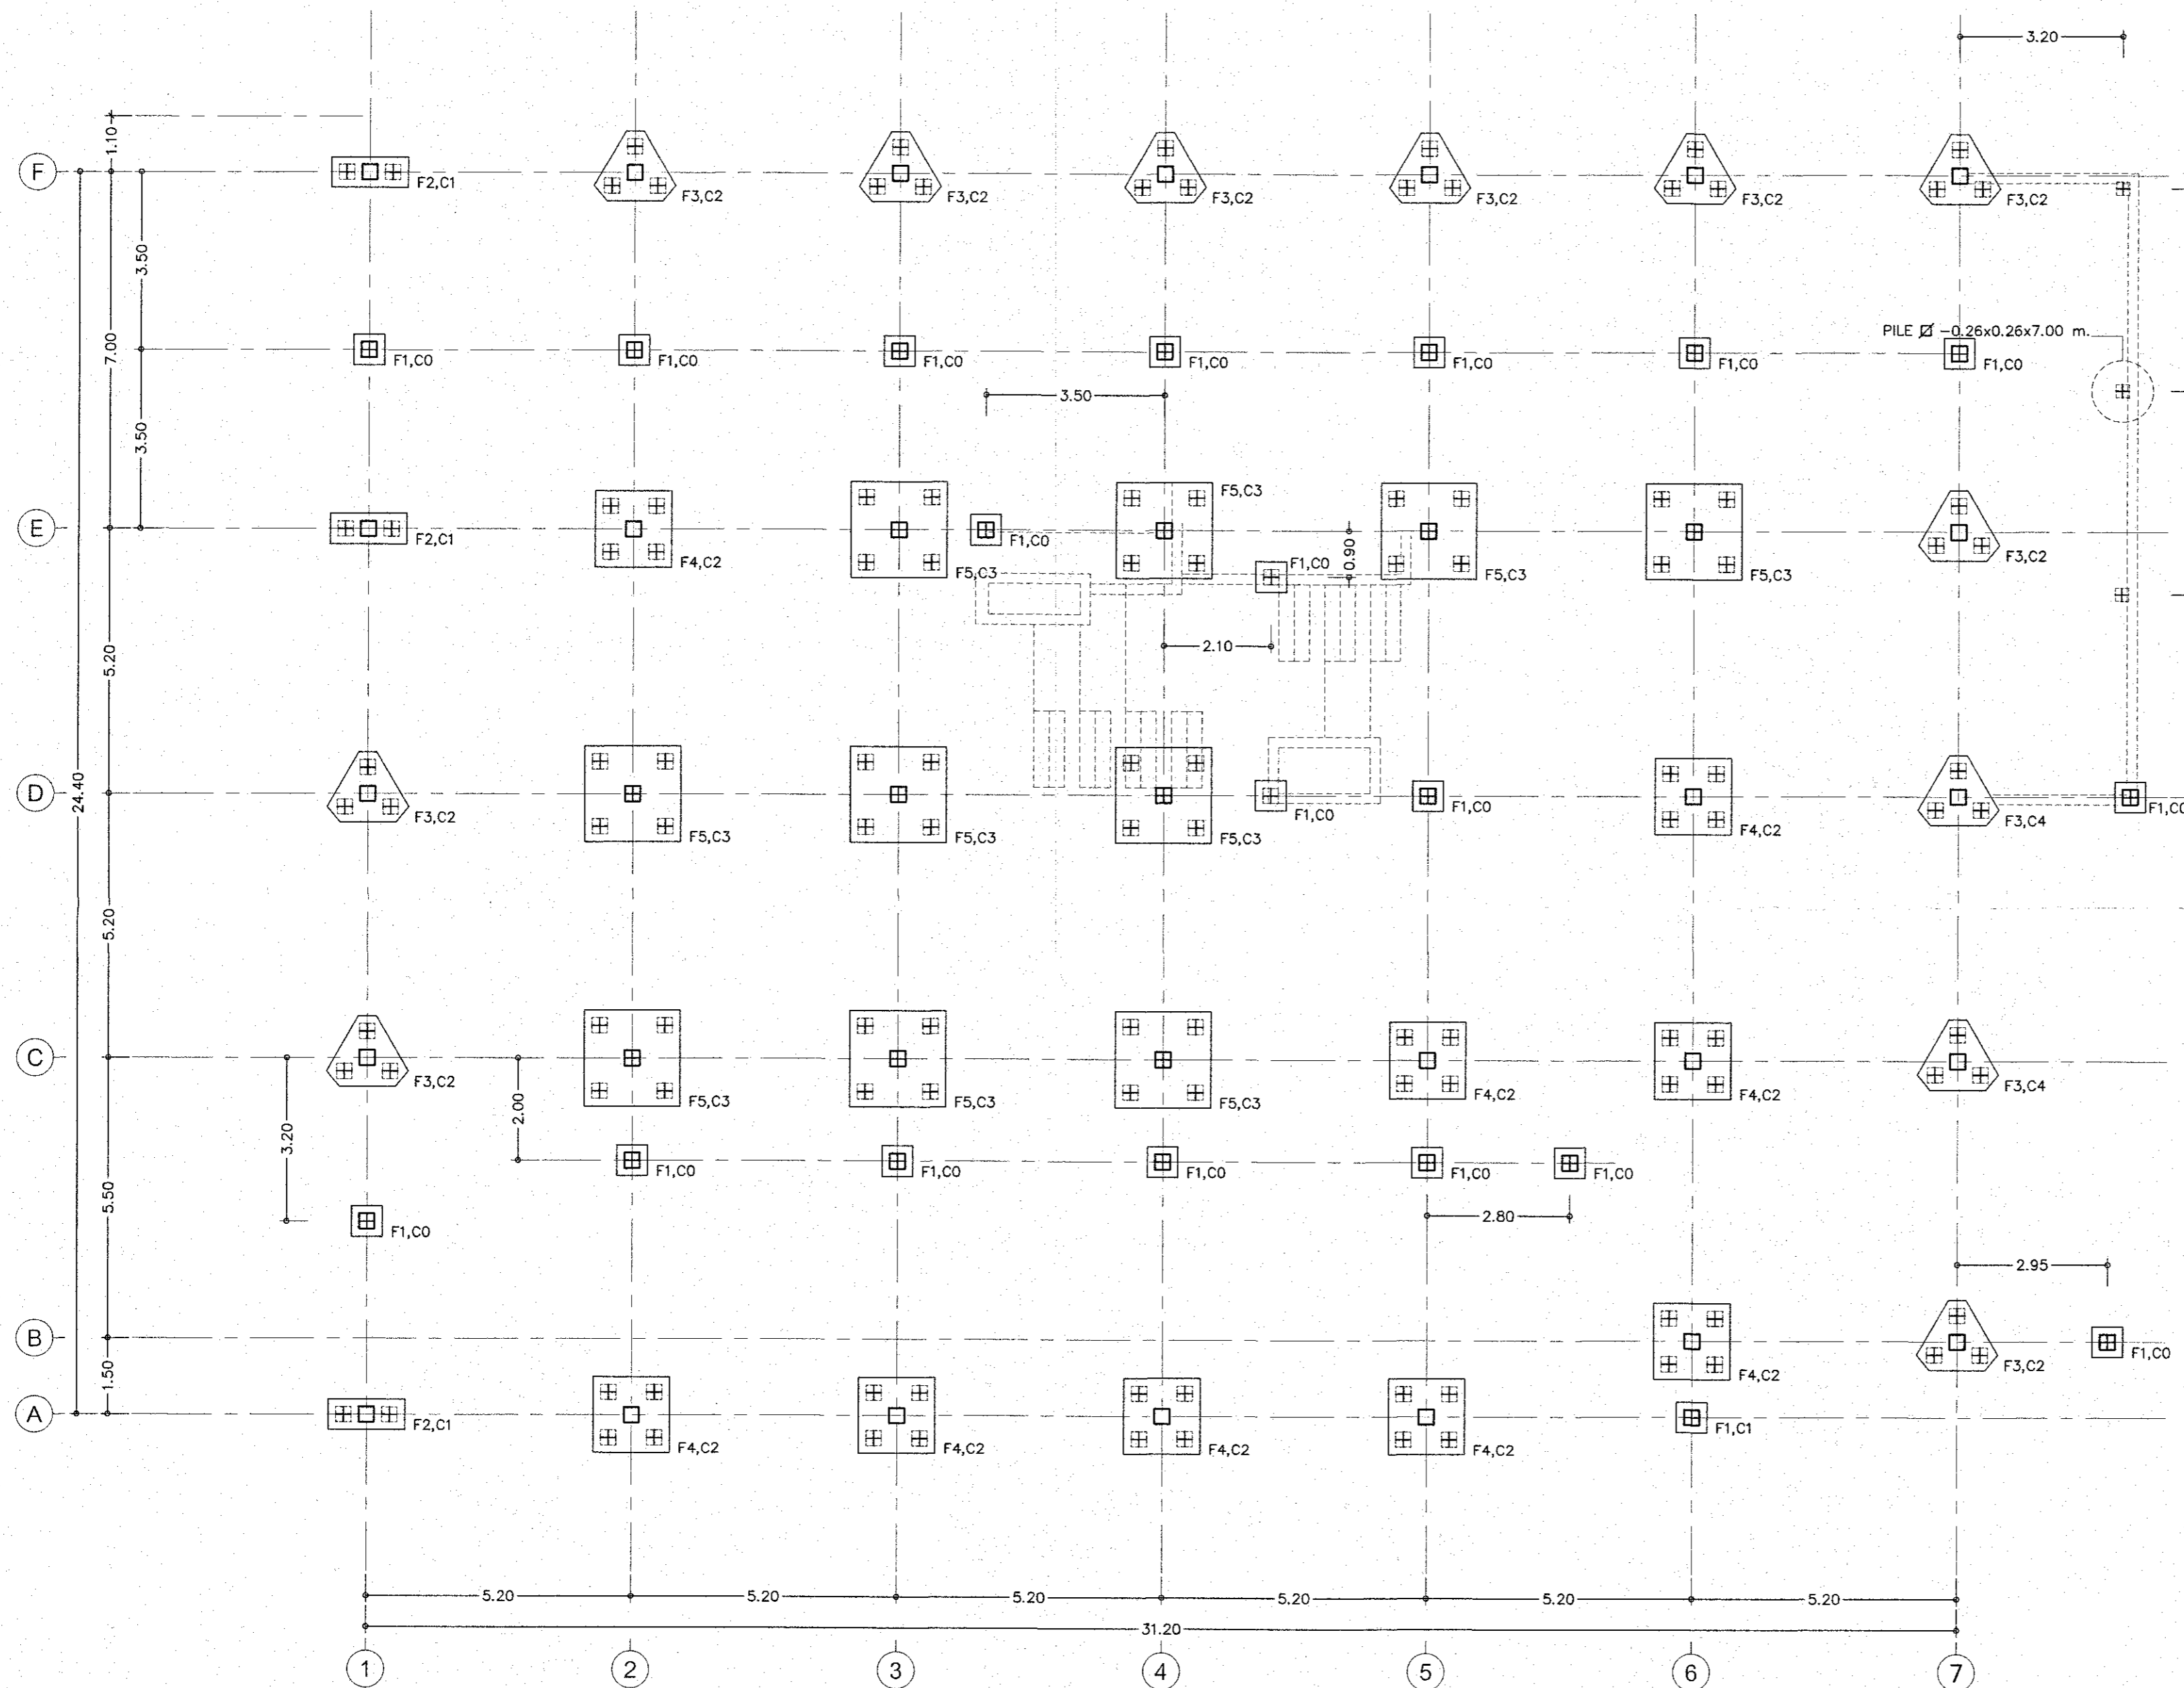 3.20
1.10
F
F2,C1
F3,C2
F3,C2
F3,C2
F3,C2
F3,C2
F3,C2
3.50
7.00
PILE -0.26x0.26x7.00 m.
F1,C0
F1,C0
F1,C0
F1,C0
F1,C0
F1,C0
F1,C0
3.50
3.50
E
F2,C1
F4,C2
F5,C3
F1,C0
F5,C3
F1,C0
0.90
F5,C3
F5,C3
F3,C2
5.20
2.10
24.40
D
F3,C2
F5,C3
F5,C3
F5,C3
F1,C0
F1,C0
F4,C2
F3,C4
F1,C0
5.20
C
F3,C2
F5,C3
F5,C3
F5,C3
F4,C2
F4,C2
F3,C4
3.20
2.00
F1,C0
F1,C0
F1,C0
F1,C0
F1,C0
5.50
F1,C0
2.80
2.95
B
F4,C2
F3,C2
F1,C0
1.50
A
F2,C1
F4,C2
F4,C2
F4,C2
F4,C2
F1,C1
5.20
5.20
5.20
5.20
5.20
5.20
31.20
1
2
3
4
5
6
7